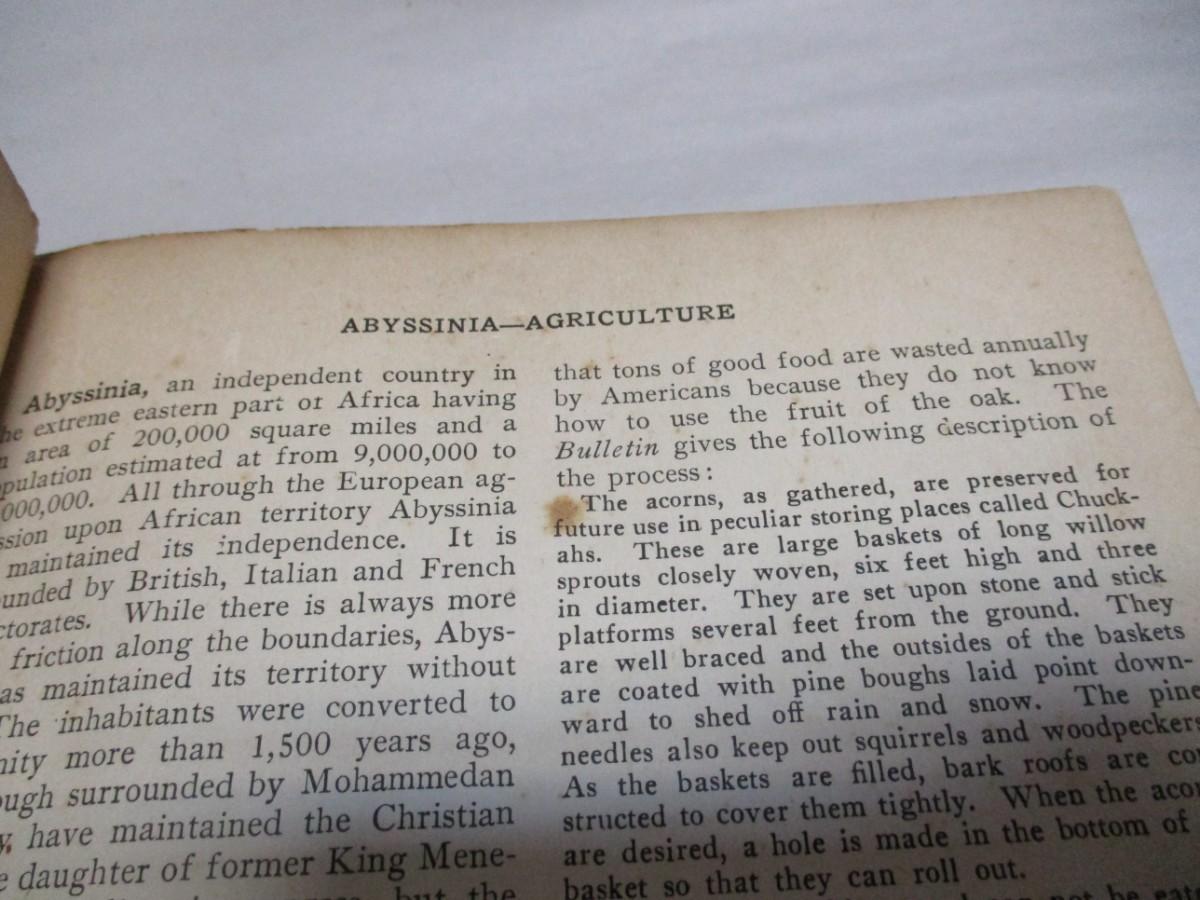 ABYSSINIA—AGRICULTURE
Abyssinia, an independent country in
he extreme eastern part of Africa having
area of 200,000 square miles and a
pulation estimated at from 9,000,000 to
000,000. All through the European ag-
ssion upon African territory Abyssinia
maintained its independence. It is
unded by British, Italian and French
ctorates. While there is always more
friction along the boundaries, Abys-
as maintained its territory without
The inhabitants were converted to
nity more than 1,500 years ago,
ough surrounded by Mohammedan
have maintained the Christian
e daughter of former King Mene-
but the
that tons of good food are wasted annually
by Americans because they do not know
how to use the fruit of the oak. The
Bulletin gives the following description of
the process:
The acorns, as gathered, are preserved for
future use in peculiar storing places called Chuck-
ahs. These are large baskets of long willow
sprouts closely woven, six feet high and three
in diameter. They are set upon stone and stick
platforms several feet from the ground. They
are well braced and the outsides of the baskets
are coated with pine boughs laid point down-
ward to shed off rain and snow. The pine
needles also keep out squirrels and woodpeckers
As the baskets are filled, bark roofs are co
structed to cover them tightly. When the acor
are desired, a hole is made in the bottom of
basket so that they can roll out.
not be eat